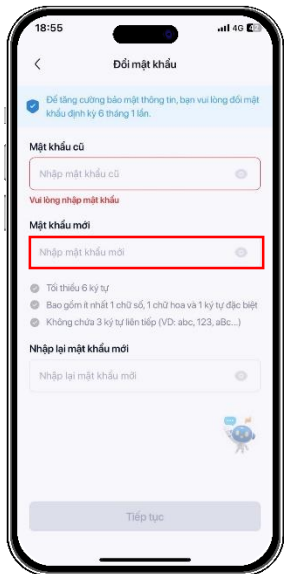 18:55
4G
Đổi mật khẩu
Để tăng cường bảo mật thông tin, bạn vui lòng đổi mật
khẩu định kỳ 6 tháng 1 lần.
Mật khẩu cũ
Nhập mật khẩu cũ
Vui lòng nhập mật khẩu
Mật khẩu mới
Nhập mật khẩu mới
Tối thiểu 6 ký tự
Bao gồm ít nhất 1 chữ số, 1 chữ hoa và 1 ký tự đặc biệt
Không chứa 3 ký tự liên tiếp (VD: abc, 123, aBc...)
Nhập lại mật khẩu mới
Nhập lại mật khẩu mới
Tiếp tục